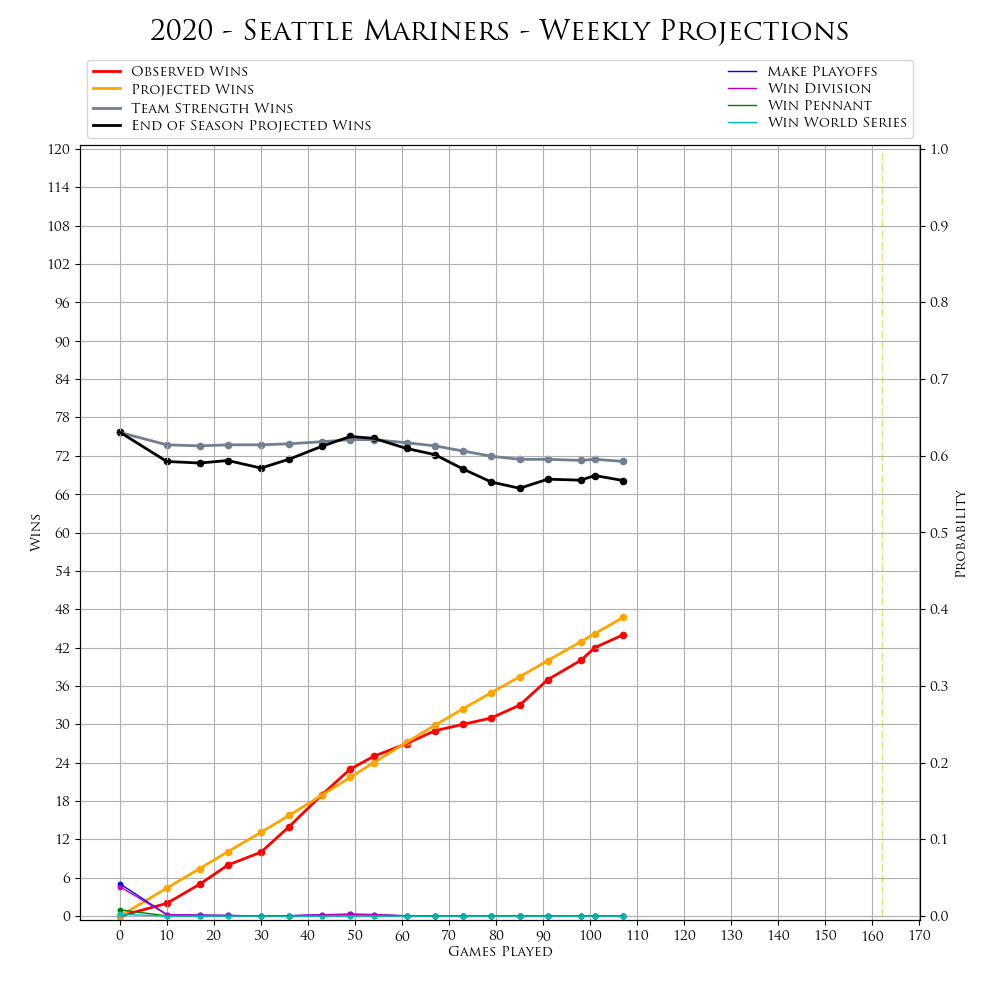 2020 - Seattle Mariners - Weekly Projections
Observed Wins
Projected Wins
Team Strength Wins
End of Season Projected Wins
Make Playoffs
Win Division
Win Pennant
Win World Series
120
114
108
102
96
90
84
78
72
66
60
54
48
42
36
30
24
18
12
6
0
Wins
1.0
0.9
0.8
0.7
0.6
0.5
0.4
0.3
0.2
0.1
0.0
Probability
0 10 20 30 40 50 60 70 80 90 100 110 120 130 140 150 160 170
Games Played